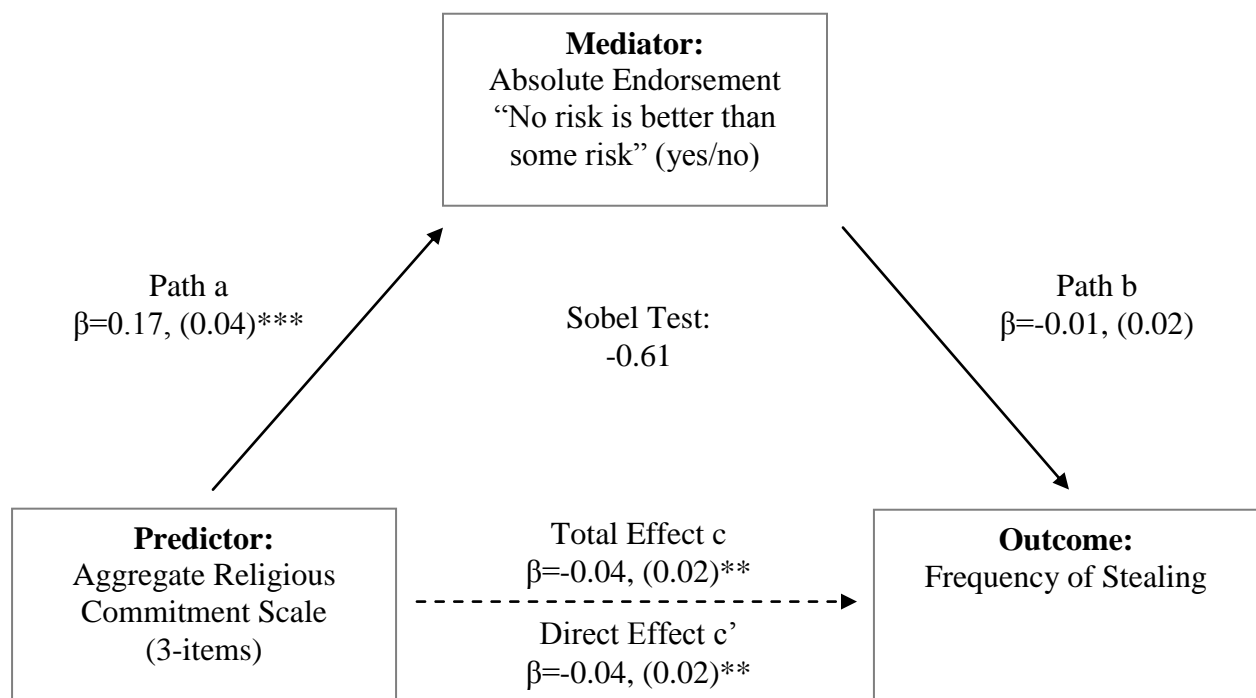 Mediator:
Absolute Endorsement
“No risk is better than
some risk” (yes/no)
Path a
β=0.17, (0.04)***
Sobel Test:
-0.61
Path b
β=-0.01, (0.02)
Predictor:
Aggregate Religious
Commitment Scale
(3-items)
Total Effect c
β=-0.04, (0.02)**
Direct Effect c’
β=-0.04, (0.02)**
Outcome:
Frequency of Stealing